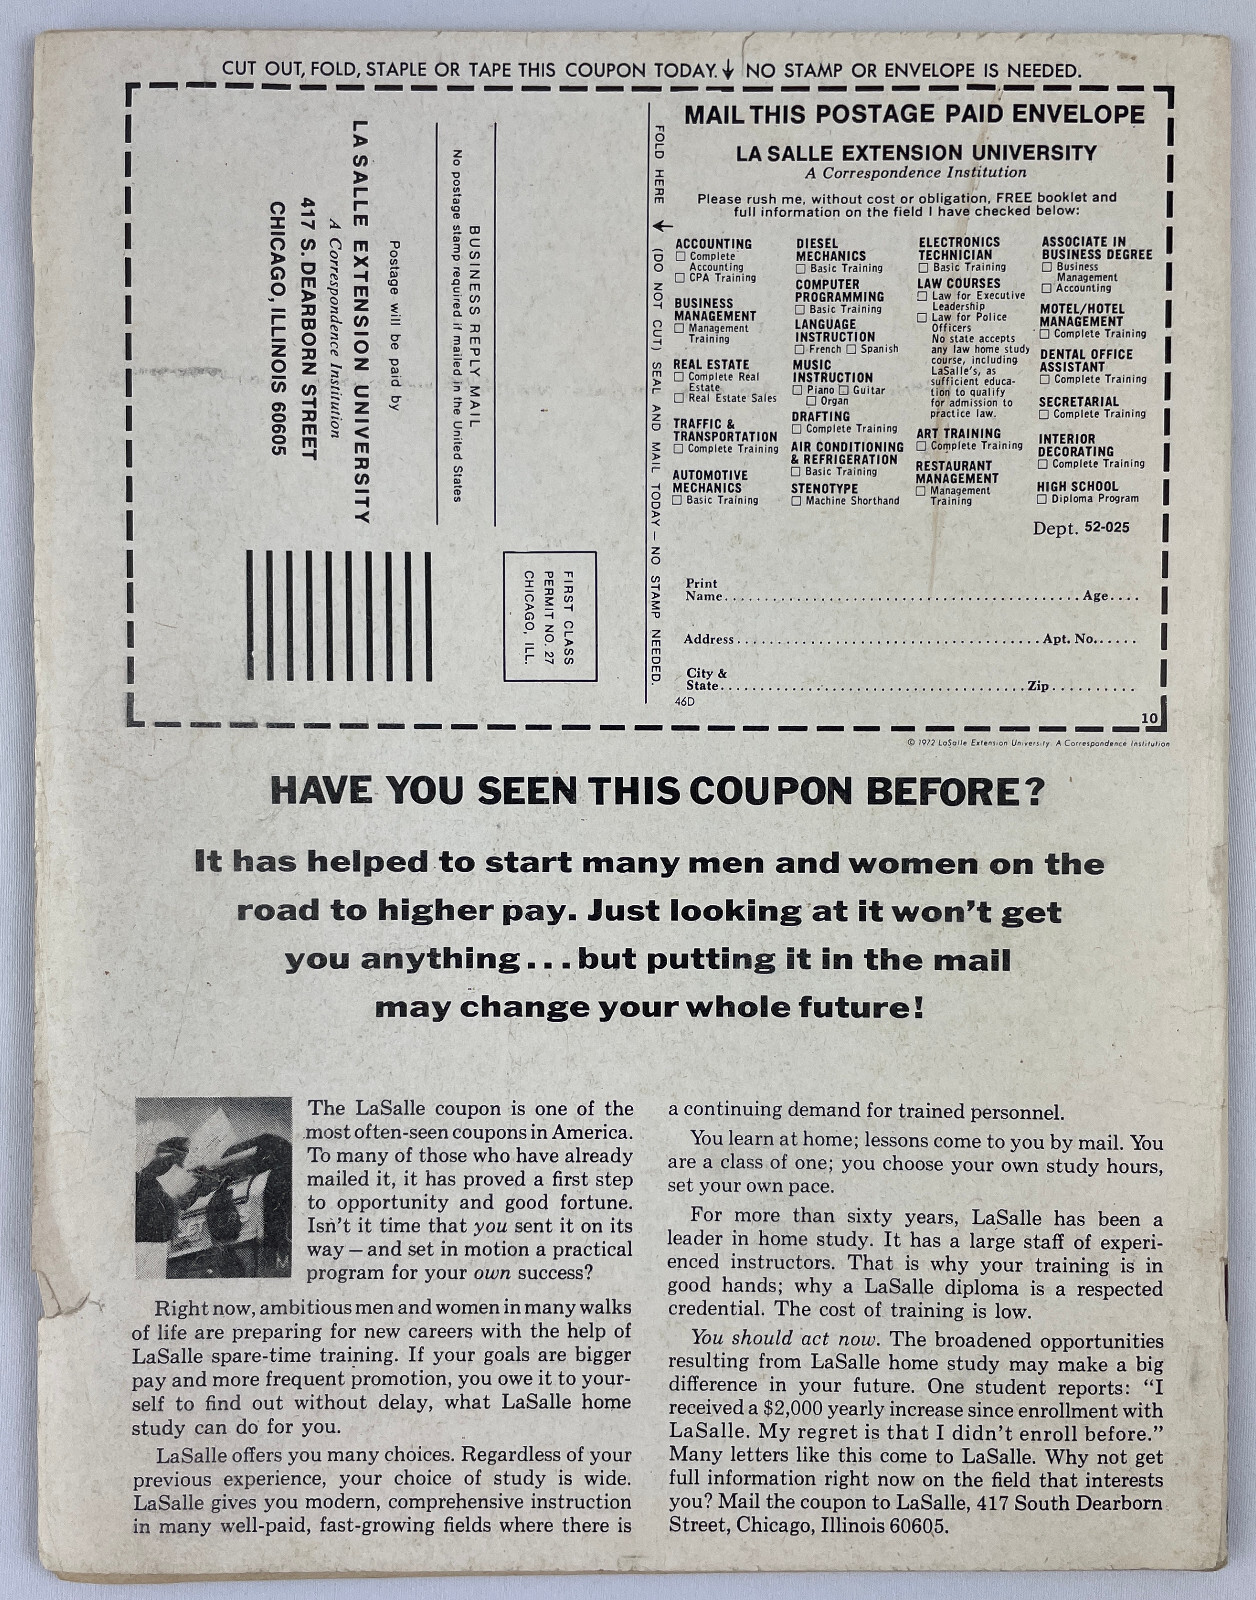 CUT OUT, FOLD, STAPLE OR TAPE THIS COUPON TODAY. ↓ NO STAMP OR ENVELOPE IS NEEDED.
BUSINESS REPLY MAIL
No postage stamp required if mailed in the United States
Postage will be paid by
LA SALLE EXTENSION UNIVERSITY
A Correspondence Institution
417 S. DEARBORN STREET
CHICAGO, ILLINOIS 60605
FIRST CLASS
PERMIT NO. 27
CHICAGO, ILL.
FOLD HERE ↓ (DO NOT CUT) SEAL AND MAIL TODAY — NO STAMP NEEDED.
MAIL THIS POSTAGE PAID ENVELOPE
LA SALLE EXTENSION UNIVERSITY
A Correspondence Institution
Please rush me, without cost or obligation, FREE booklet and
full information on the field I have checked below:
ACCOUNTING
☐ Complete
Accounting
☐ CPA Training
BUSINESS
MANAGEMENT
☐ Management
Training
REAL ESTATE
☐ Complete Real
Estate
☐ Real Estate Sales
TRAFFIC &
TRANSPORTATION
☐ Complete Training
AUTOMOTIVE
MECHANICS
☐ Basic Training
DIESEL
MECHANICS
☐ Basic Training
COMPUTER
PROGRAMMING
☐ Basic Training
LANGUAGE
INSTRUCTION
☐ French ☐ Spanish
MUSIC
INSTRUCTION
☐ Piano ☐ Guitar
☐ Organ
DRAFTING
☐ Complete Training
AIR CONDITIONING
& REFRIGERATION
☐ Basic Training
STENOTYPE
☐ Machine Shorthand
ELECTRONICS
TECHNICIAN
☐ Basic Training
LAW COURSES
☐ Law for Executive
Leadership
☐ Law for Police
Officers
No state accepts
any law home study
course, including
LaSalle's, as
sufficient educa-
tion to qualify
for admission to
practice law.
ART TRAINING
☐ Complete Training
RESTAURANT
MANAGEMENT
☐ Management
Training
ASSOCIATE IN
BUSINESS DEGREE
☐ Business
Management
☐ Accounting
MOTEL/HOTEL
MANAGEMENT
☐ Complete Training
DENTAL OFFICE
ASSISTANT
☐ Complete Training
SECRETARIAL
☐ Complete Training
INTERIOR
DECORATING
☐ Complete Training
HIGH SCHOOL
☐ Diploma Program
Dept. 52-025
Print
Name........................................Age....
Address........................................Apt. No......
City &
State........................................Zip..........
46D
10
© 1972 LaSalle Extension University. A Correspondence Institution
HAVE YOU SEEN THIS COUPON BEFORE?
It has helped to start many men and women on the
road to higher pay. Just looking at it won't get
you anything...but putting it in the mail
may change your whole future!
The LaSalle coupon is one of the
most often-seen coupons in America.
To many of those who have already
mailed it, it has proved a first step
to opportunity and good fortune.
Isn't it time that you sent it on its
way — and set in motion a practical
program for your own success?
Right now, ambitious men and women in many walks
of life are preparing for new careers with the help of
LaSalle spare-time training. If your goals are bigger
pay and more frequent promotion, you owe it to your-
self to find out without delay, what LaSalle home
study can do for you.
LaSalle offers you many choices. Regardless of your
previous experience, your choice of study is wide.
LaSalle gives you modern, comprehensive instruction
in many well-paid, fast-growing fields where there is
a continuing demand for trained personnel.
You learn at home; lessons come to you by mail. You
are a class of one; you choose your own study hours,
set your own pace.
For more than sixty years, LaSalle has been a
leader in home study. It has a large staff of experi-
enced instructors. That is why your training is in
good hands; why a LaSalle diploma is a respected
credential. The cost of training is low.
You should act now. The broadened opportunities
resulting from LaSalle home study may make a big
difference in your future. One student reports: "I
received a $2,000 yearly increase since enrollment with
LaSalle. My regret is that I didn't enroll before."
Many letters like this come to LaSalle. Why not get
full information right now on the field that interests
you? Mail the coupon to LaSalle, 417 South Dearborn
Street, Chicago, Illinois 60605.